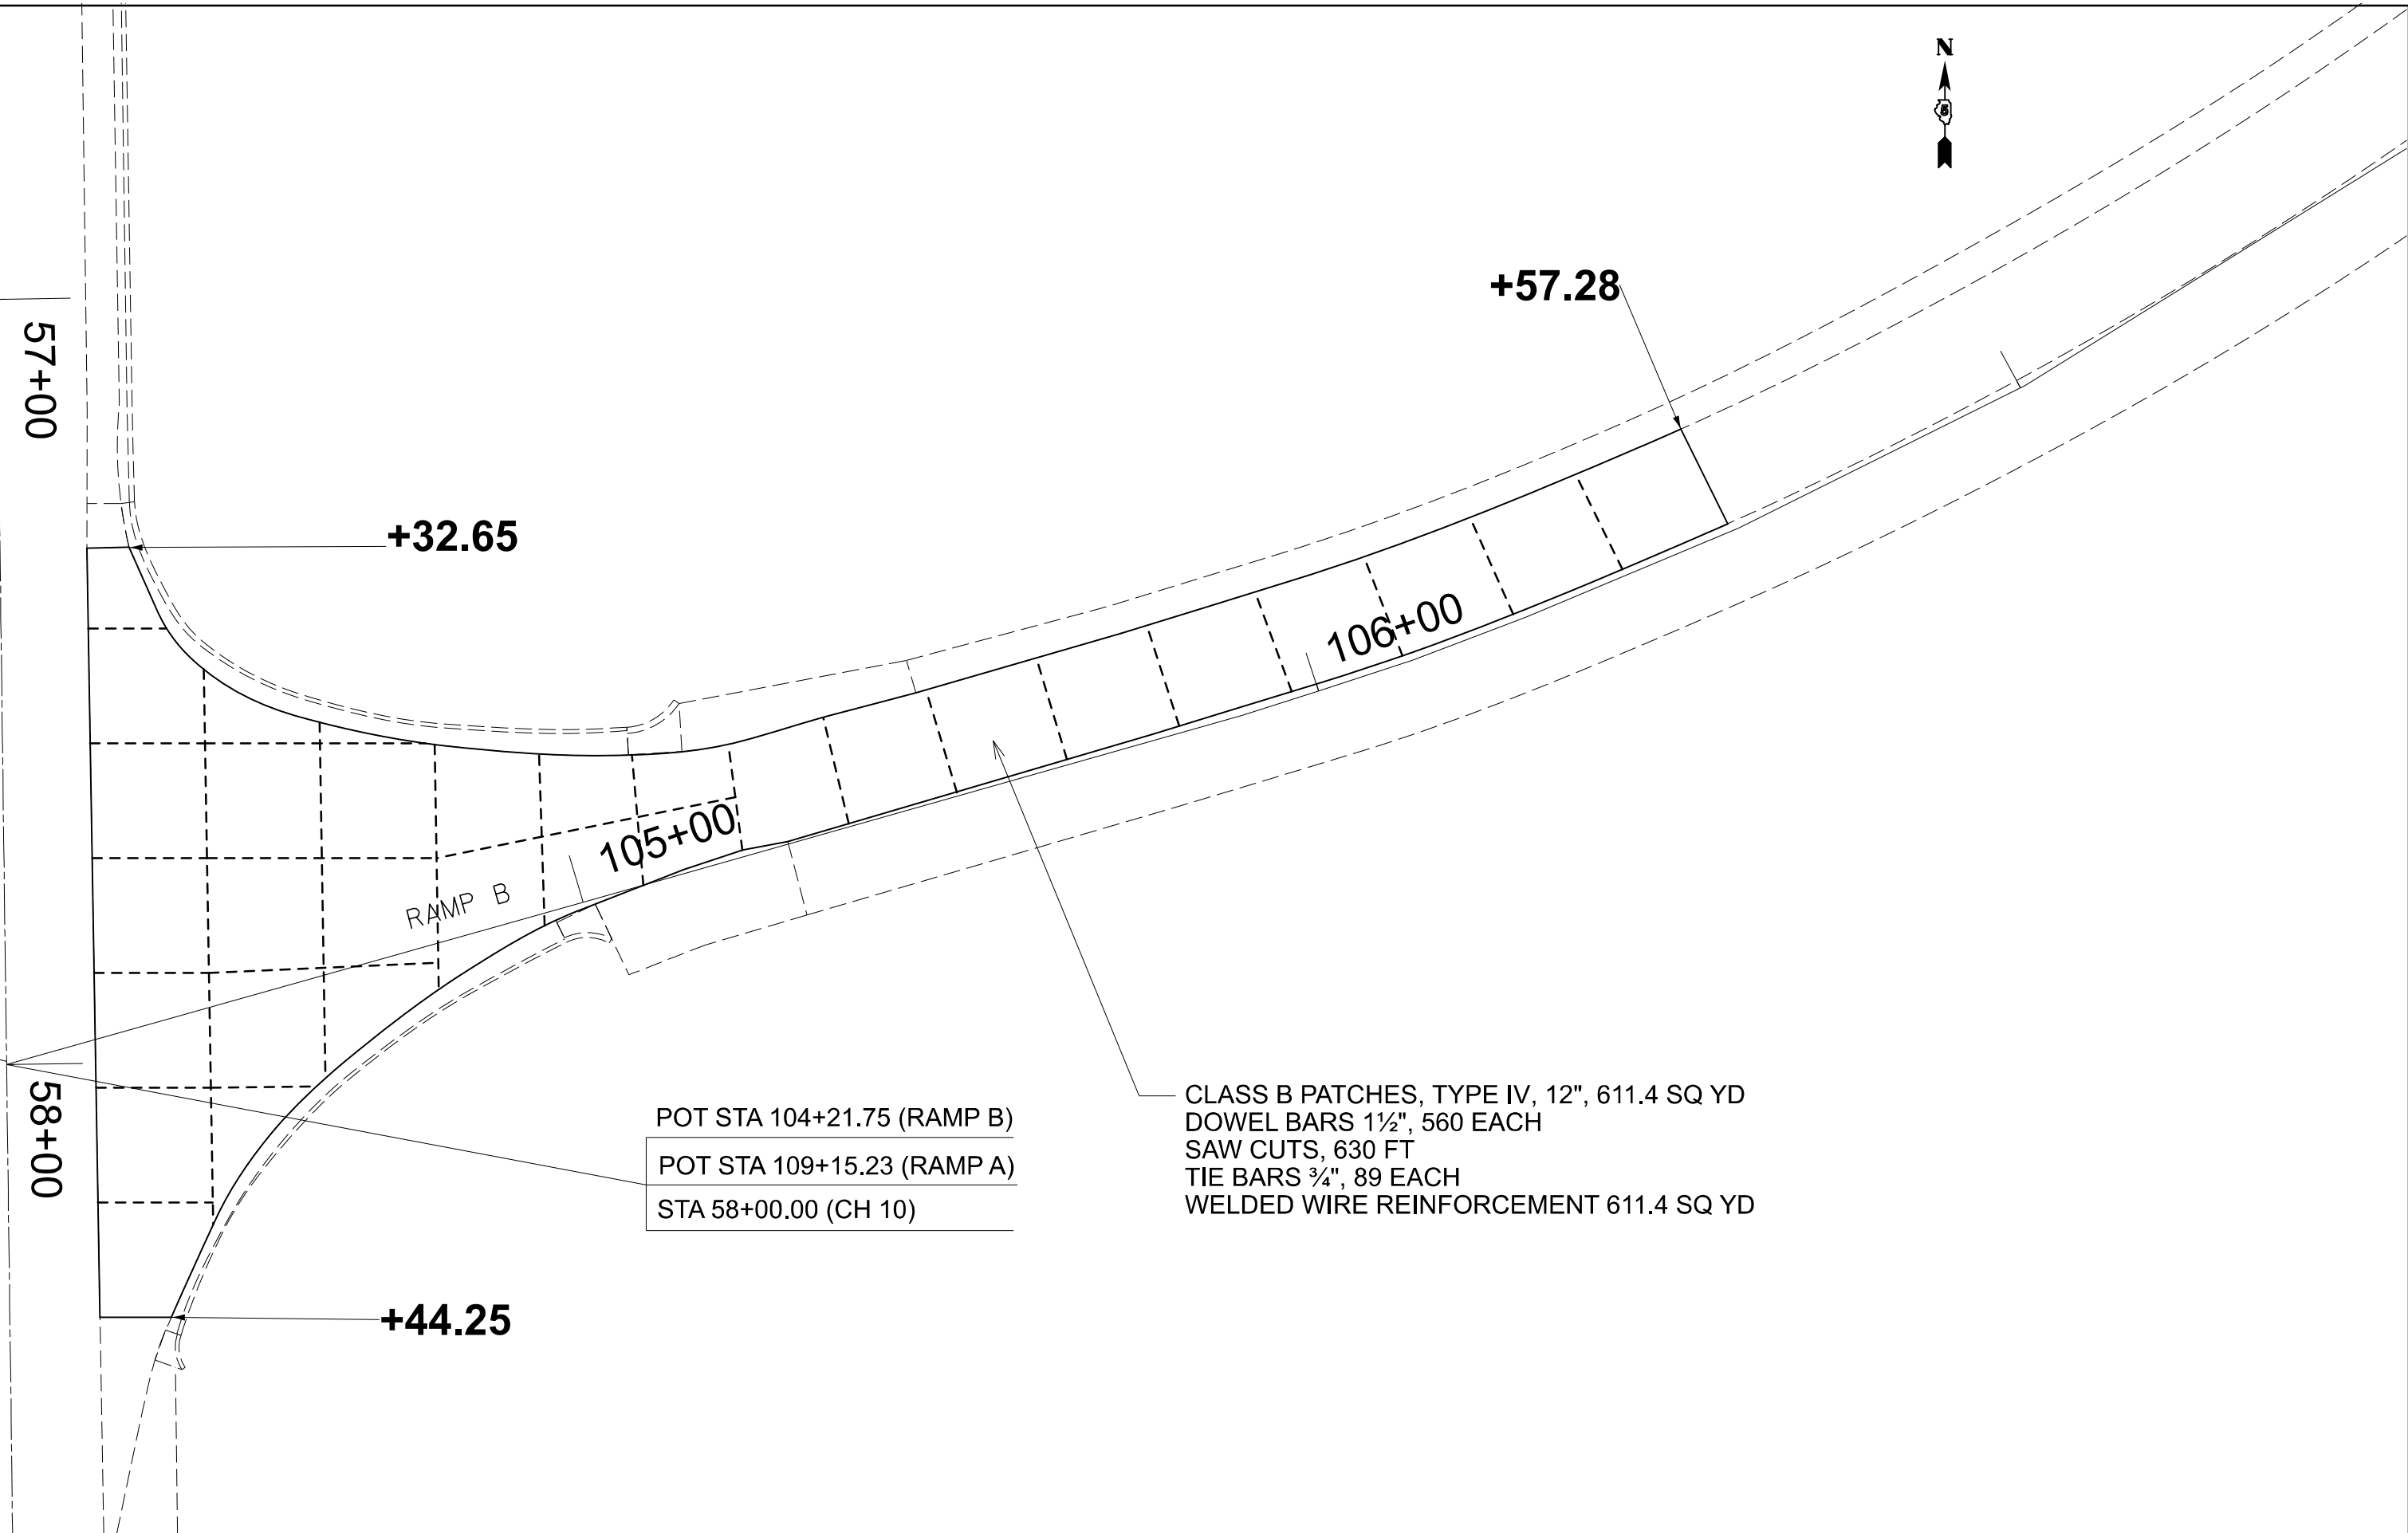 N
5
+57.28
57+00
+32.65
106+00
105+00
RAMP B
58+00
POT STA 104+21.75 (RAMP B)
POT STA 109+15.23 (RAMP A)
STA 58+00.00 (CH 10)
CLASS B PATCHES, TYPE IV, 12", 611.4 SQ YD
DOWEL BARS 1½", 560 EACH
SAW CUTS, 630 FT
TIE BARS ¾", 89 EACH
WELDED WIRE REINFORCEMENT 611.4 SQ YD
+44.25